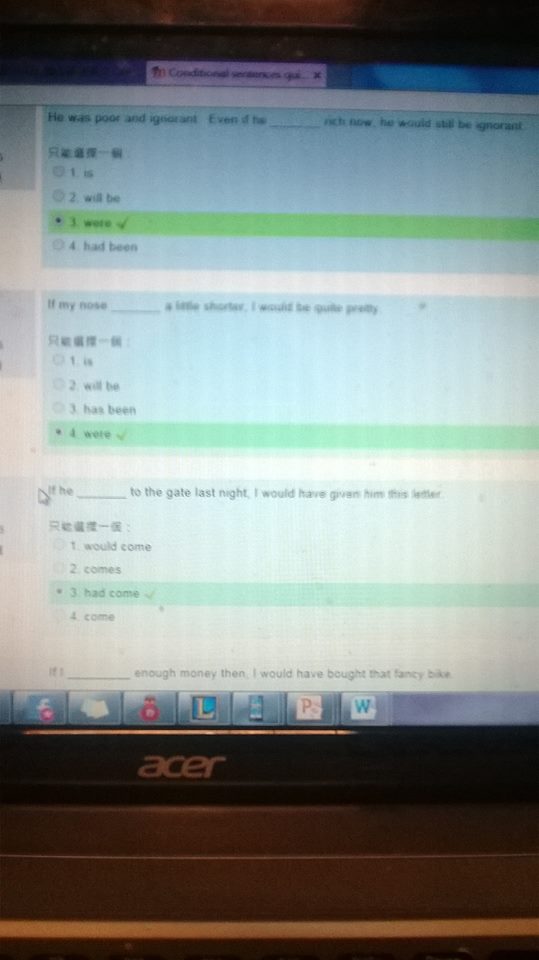 Conditional sentences qui...
He was poor and ignorant. Even if he ________ rich now, he would still be ignorant.
只能選擇一個:
1. is
2. will be
3. were
4. had been
If my nose ________ a little shorter, I would be quite pretty.
只能選擇一個:
1. is
2. will be
3. has been
4. were
If he ________ to the gate last night, I would have given him this letter.
只能選擇一個:
1. would come
2. comes
3. had come
4. come
If I __________ enough money then, I would have bought that fancy bike.
L
P
W
acer